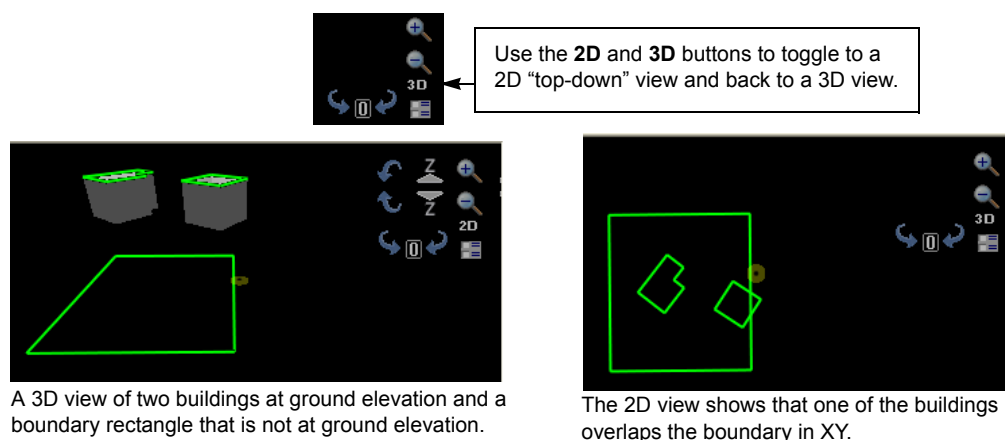 Use the 2D and 3D buttons to toggle to a
2D “top-down” view and back to a 3D view.
3D
0
Z
Z
2D
0
3D
0
A 3D view of two buildings at ground elevation and a
boundary rectangle that is not at ground elevation.
The 2D view shows that one of the buildings
overlaps the boundary in XY.